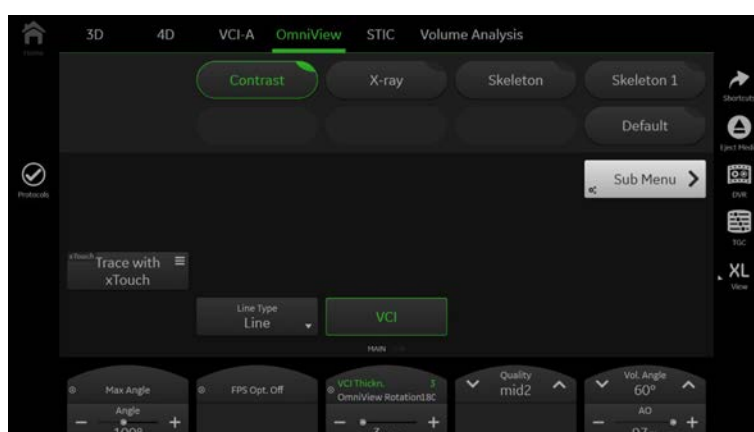 3D 4D VCI-A OmniView STIC Volume Analysis
Home
Contrast X-ray Skeleton Skeleton 1
Shortcuts
Default
Eject Media
Protocols
Sub Menu
DVR
TGC
xTouch
Trace with
xTouch
XL
View
Line Type
Line
VCI
MAIN
Max Angle
FPS Opt. Off
VCI Thickn. 3
OmniView Rotation
Quality
mid2
Vol. Angle
60°
Angle
AO